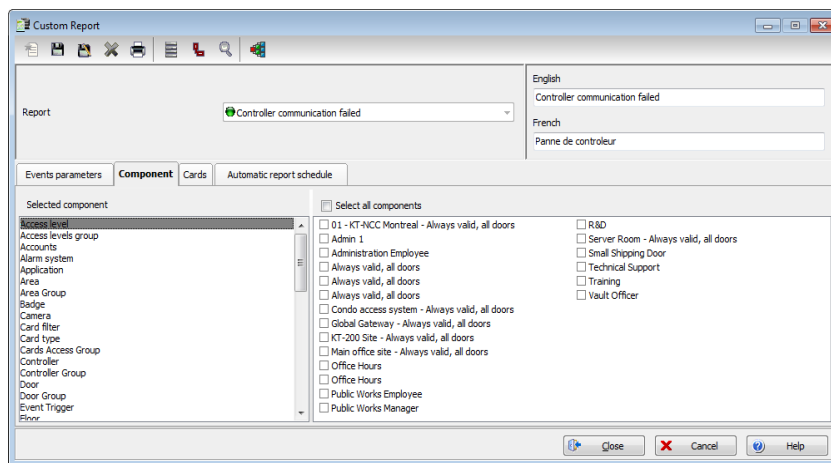 Custom Report
English
Report
Controller communication failed
Controller communication failed
French
Panne de controleur
Events parameters
Component
Cards
Automatic report schedule
Selected component
Select all components
Access level
Access levels group
Accounts
Alarm system
Application
Area
Area Group
Badge
Camera
Card filter
Card type
Cards Access Group
Controller
Controller Group
Door
Door Group
Event Trigger
Floor
01 - KT-NCC Montreal - Always valid, all doors
Admin 1
Administration Employee
Always valid, all doors
Always valid, all doors
Always valid, all doors
Condo access system - Always valid, all doors
Global Gateway - Always valid, all doors
KT-200 Site - Always valid, all doors
Main office site - Always valid, all doors
Office Hours
Office Hours
Public Works Employee
Public Works Manager
R&D
Server Room - Always valid, all doors
Small Shipping Door
Technical Support
Training
Vault Officer
Close
Cancel
Help